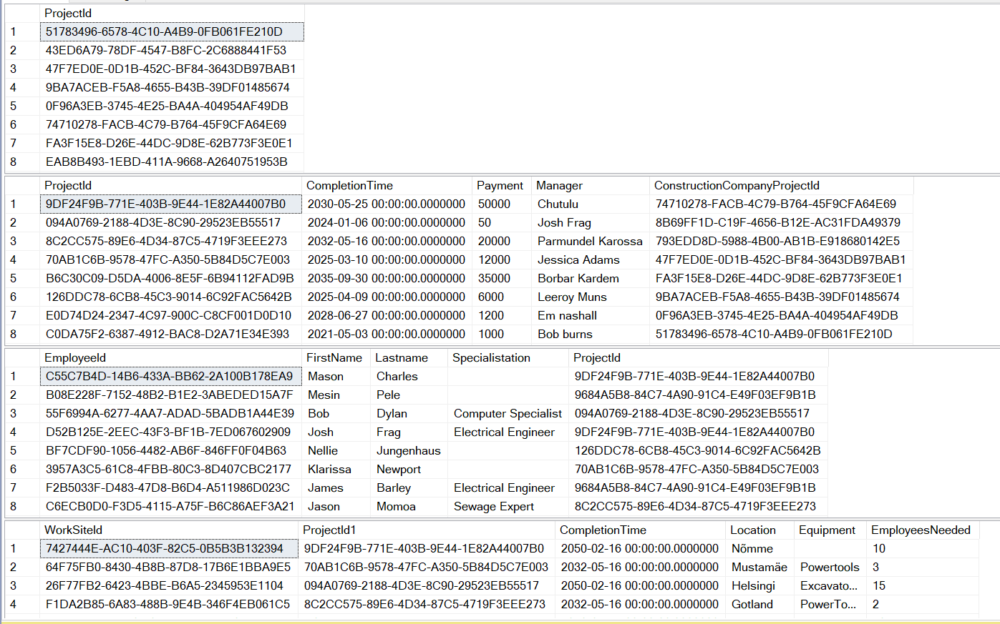 ProjectId
1 51783496-6578-4C10-A4B9-0FB061FE210D
2 43ED6A79-78DF-4547-B8FC-2C6888441F53
3 47F7ED0E-0D1B-452C-BF84-3643DB97BAB1
4 9BA7ACEB-F5A8-4655-B43B-39DF01485674
5 0F96A3EB-3745-4E25-BA4A-404954AF49DB
6 74710278-FACB-4C79-B764-45F9CFA64E69
7 FA3F15E8-D26E-44DC-9D8E-62B773F3E0E1
8 EAB8B493-1EBD-411A-9668-A2640751953B
ProjectId CompletionTime Payment Manager ConstructionCompanyProjectId
1 9DF24F9B-771E-403B-9E44-1E82A44007B0 2030-05-25 00:00:00.0000000 50000 Chutulu 74710278-FACB-4C79-B764-45F9CFA64E69
2 094A0769-2188-4D3E-8C90-29523EB55517 2024-01-06 00:00:00.0000000 50 Josh Frag 8B69FF1D-C19F-4656-B12E-AC31FDA49379
3 8C2CC575-89E6-4D34-87C5-4719F3EEE273 2032-05-16 00:00:00.0000000 20000 Parmundel Karossa 793EDD8D-5988-4B00-AB1B-E918680142E5
4 70AB1C6B-9578-47FC-A350-5B84D5C7E003 2025-03-10 00:00:00.0000000 12000 Jessica Adams 47F7ED0E-0D1B-452C-BF84-3643DB97BAB1
5 B6C30C09-D5DA-4006-8E5F-6B94112FAD9B 2035-09-30 00:00:00.0000000 35000 Borbar Kardem FA3F15E8-D26E-44DC-9D8E-62B773F3E0E1
6 126DDC78-6CB8-45C3-9014-6C92FAC5642B 2025-04-09 00:00:00.0000000 6000 Leeroy Muns 9BA7ACEB-F5A8-4655-B43B-39DF01485674
7 E0D74D24-2347-4C97-900C-C8CF001D0D10 2028-06-27 00:00:00.0000000 1200 Em nashall 0F96A3EB-3745-4E25-BA4A-404954AF49DB
8 C0DA75F2-6387-4912-BAC8-D2A71E34E393 2021-05-03 00:00:00.0000000 1000 Bob burns 51783496-6578-4C10-A4B9-0FB061FE210D
EmployeeId FirstName Lastname Specialistation ProjectId
1 C55C7B4D-14B6-433A-BB62-2A100B178EA9 Mason Charles 9DF24F9B-771E-403B-9E44-1E82A44007B0
2 B08E228F-7152-48B2-B1E2-3ABEDED15A7F Mesin Pele 9684A5B8-84C7-4A90-91C4-E49F03EF9B1B
3 55F6994A-6277-4AA7-ADAD-5BADB1A44E39 Bob Dylan Computer Specialist 094A0769-2188-4D3E-8C90-29523EB55517
4 D52B125E-2EEC-43F3-BF1B-7ED067602909 Josh Frag Electrical Engineer 9DF24F9B-771E-403B-9E44-1E82A44007B0
5 BF7CDF90-1056-4482-AB6F-846FF0F04B63 Nellie Jungenhaus 126DDC78-6CB8-45C3-9014-6C92FAC5642B
6 3957A3C5-61C8-4FBB-80C3-8D407CBC2177 Klarissa Newport 70AB1C6B-9578-47FC-A350-5B84D5C7E003
7 F2B5033F-D483-47D8-B6D4-A511986D023C James Barley Electrical Engineer 9684A5B8-84C7-4A90-91C4-E49F03EF9B1B
8 C6ECB0D0-F3D5-4115-A75F-B6C86AEF3A21 Jason Momoa Sewage Expert 8C2CC575-89E6-4D34-87C5-4719F3EEE273
WorkSiteId ProjectId1 CompletionTime Location Equipment EmployeesNeeded
1 7427444E-AC10-403F-82C5-0B5B3B132394 9DF24F9B-771E-403B-9E44-1E82A44007B0 2050-02-16 00:00:00.0000000 Nõmme 10
2 64F75FB0-8430-4B8B-87D8-17B6E1BBA9E5 70AB1C6B-9578-47FC-A350-5B84D5C7E003 2032-05-16 00:00:00.0000000 Mustamäe Powertools 3
3 26F77FB2-6423-4BBE-B6A5-2345953E1104 094A0769-2188-4D3E-8C90-29523EB55517 2050-02-16 00:00:00.0000000 Helsingi Excavato... 15
4 F1DA2B85-6A83-488B-9E4B-346F4EB061C5 8C2CC575-89E6-4D34-87C5-4719F3EEE273 2032-05-16 00:00:00.0000000 Gotland PowerTo... 2